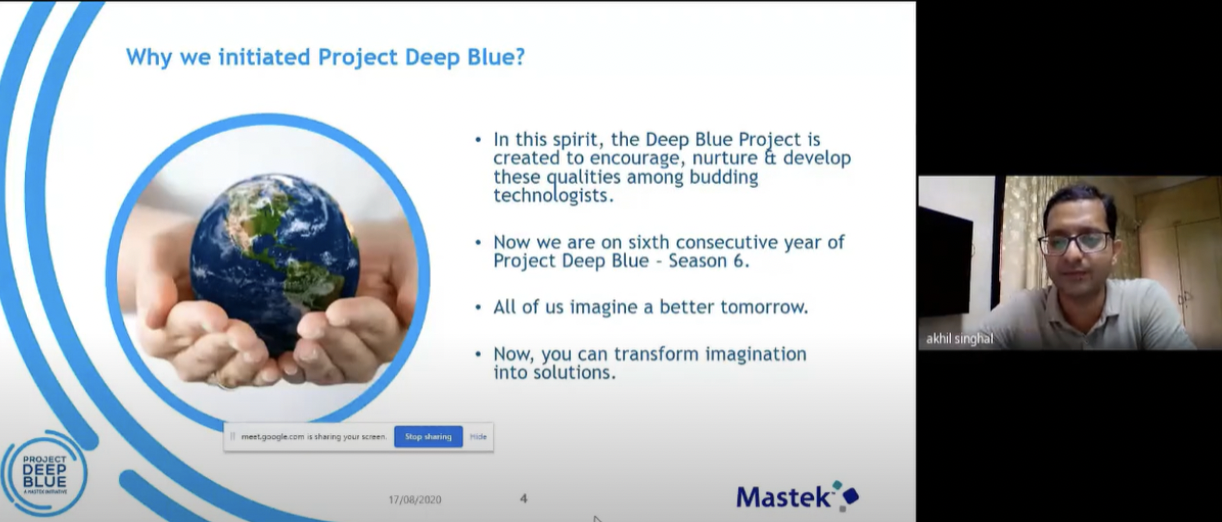 Why we initiated Project Deep Blue?
• In this spirit, the Deep Blue Project is
created to encourage, nurture & develop
these qualities among budding
technologists.
• Now we are on sixth consecutive year of
Project Deep Blue - Season 6.
• All of us imagine a better tomorrow.
• Now, you can transform imagination
into solutions.
akhil singhal
meet.google.com is sharing your screen. Stop sharing Hide
PROJECT
DEEP
BLUE
A MASTEK INITIATIVE
17/08/2020 4
Mastek